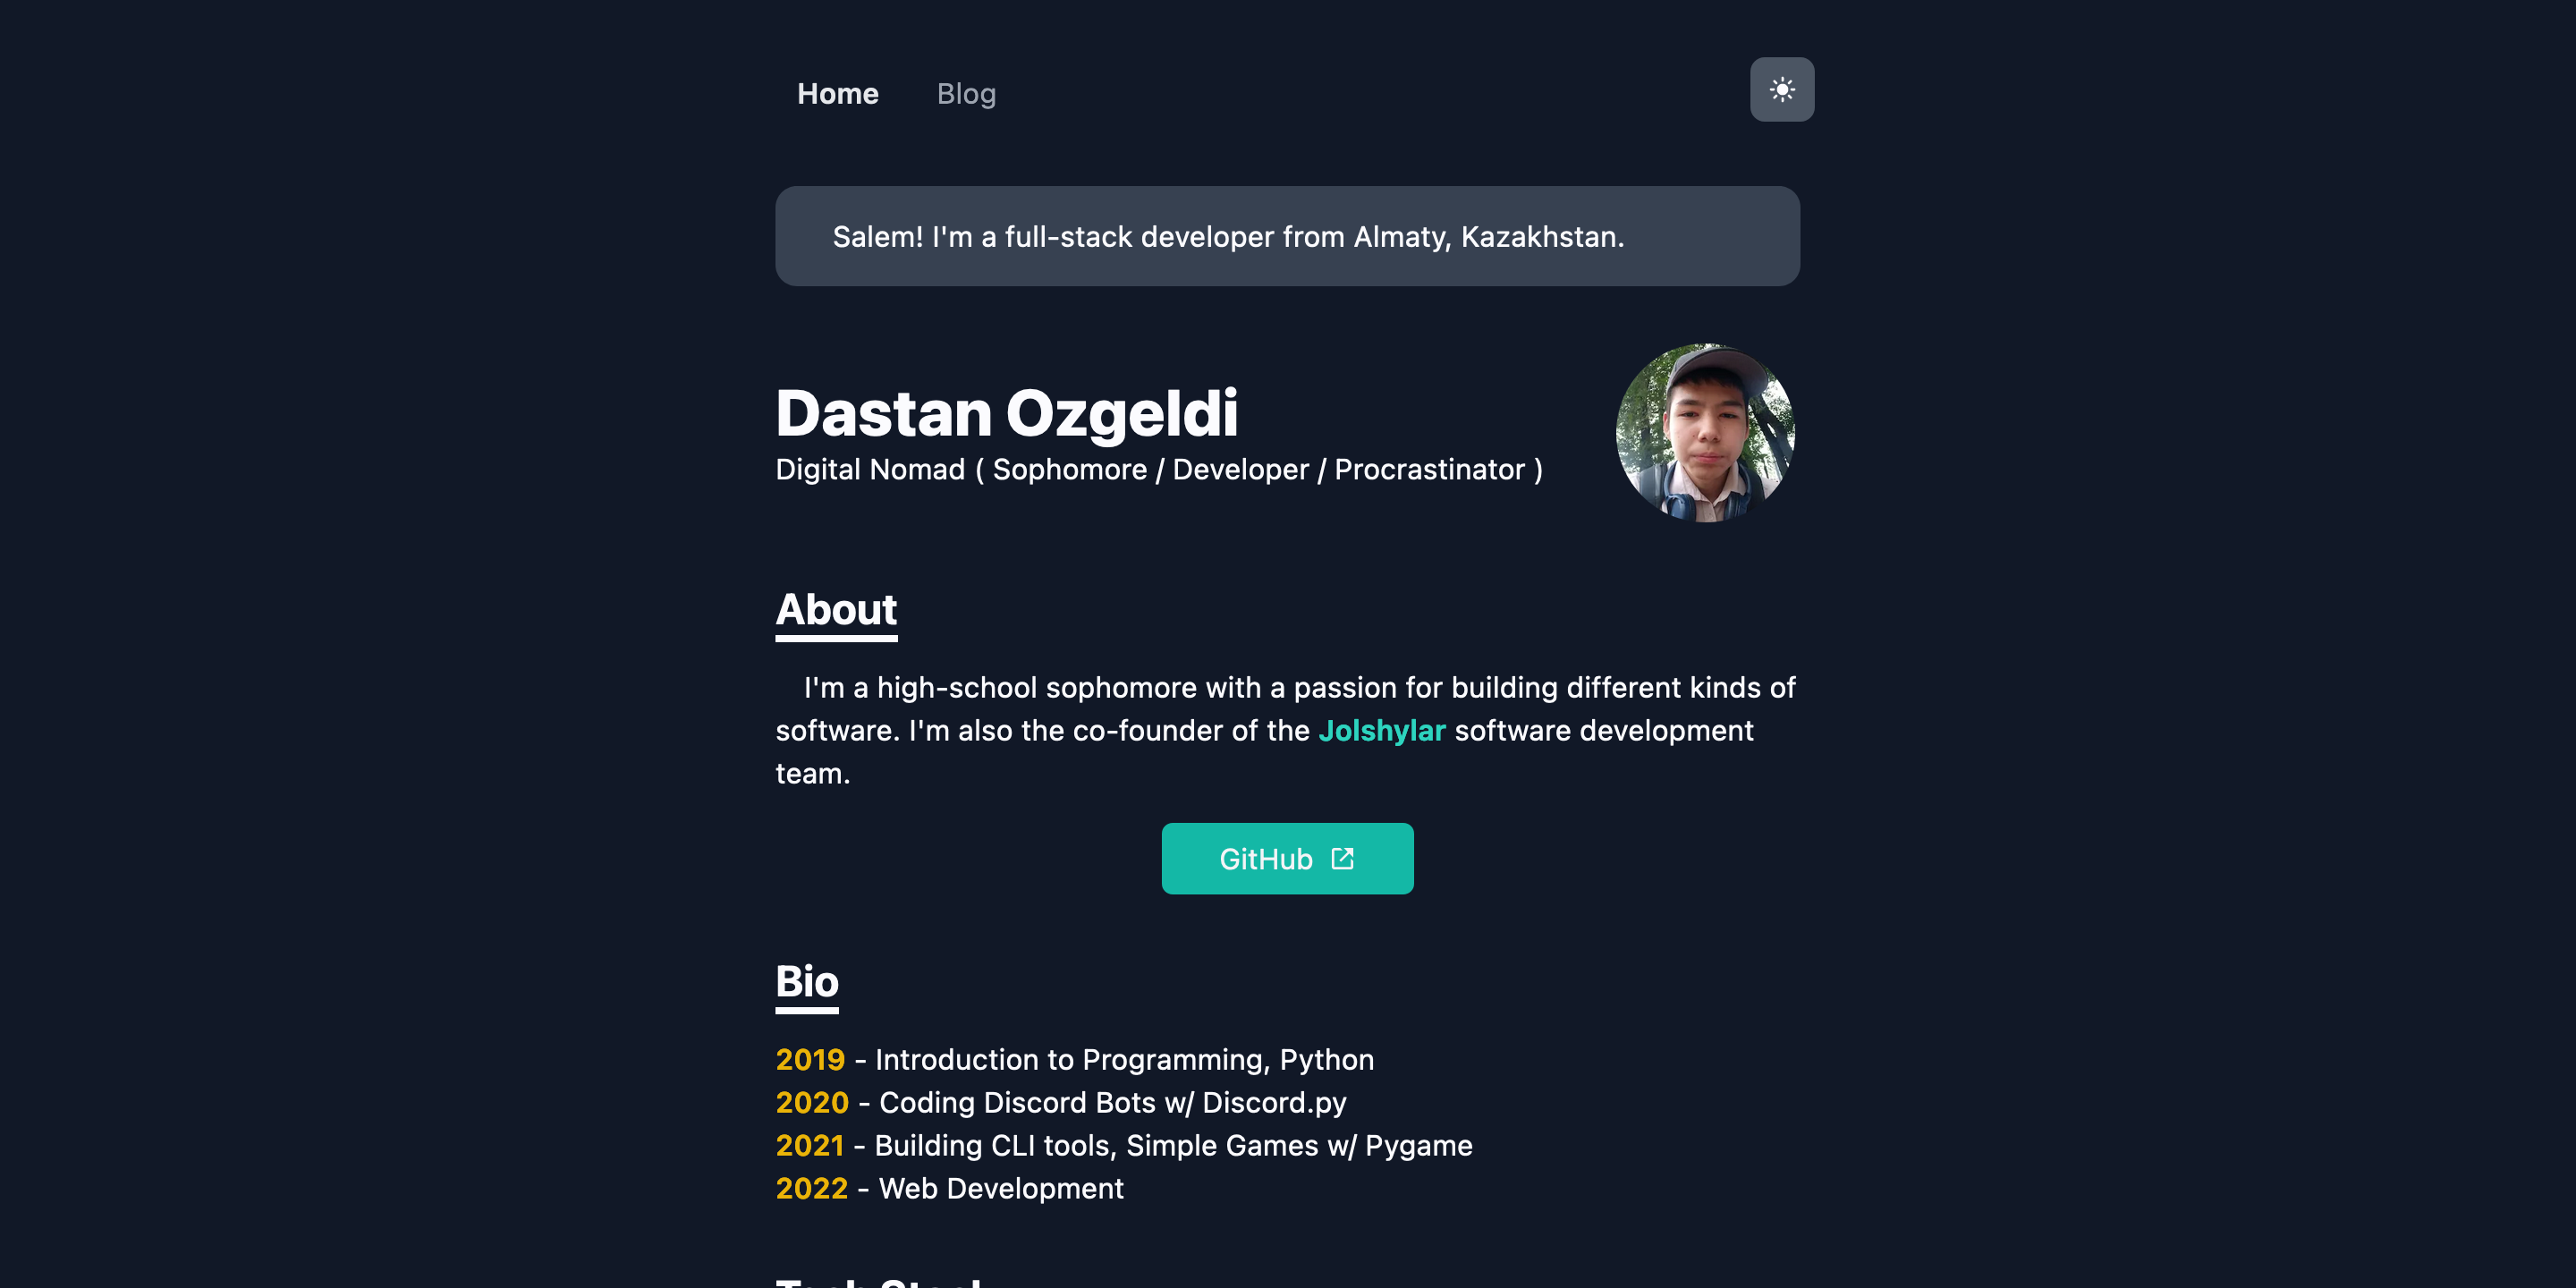 Home Blog
Salem! I'm a full-stack developer from Almaty, Kazakhstan.
Dastan Ozgeldi
Digital Nomad ( Sophomore / Developer / Procrastinator )
About
I'm a high-school sophomore with a passion for building different kinds of
software. I'm also the co-founder of the Jolshylar software development
team.
GitHub
Bio
2019 - Introduction to Programming, Python
2020 - Coding Discord Bots w/ Discord.py
2021 - Building CLI tools, Simple Games w/ Pygame
2022 - Web Development